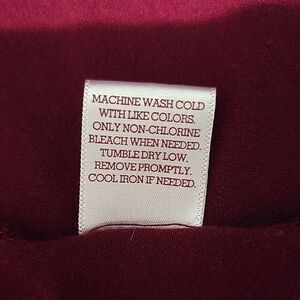 MACHINE WASH COLD
WITH LIKE COLORS.
ONLY NON-CHLORINE
BLEACH WHEN NEEDED.
TUMBLE DRY LOW.
REMOVE PROMPTLY.
COOL IRON IF NEEDED.